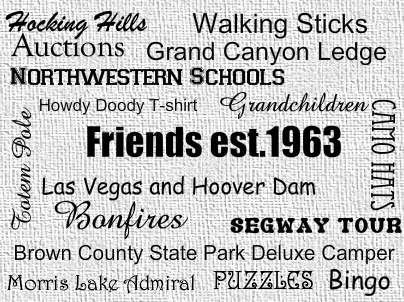 Hocking Hills
Walking Sticks
Auctions
Grand Canyon Ledge
Northwestern Schools
Howdy Doody T-shirt
Grandchildren
Camo Hats
Totem Pole
Friends est.1963
Las Vegas and Hoover Dam
Bonfires
Segway Tour
Brown County State Park Deluxe Camper
Morris Lake Admiral
Puzzles
Bingo